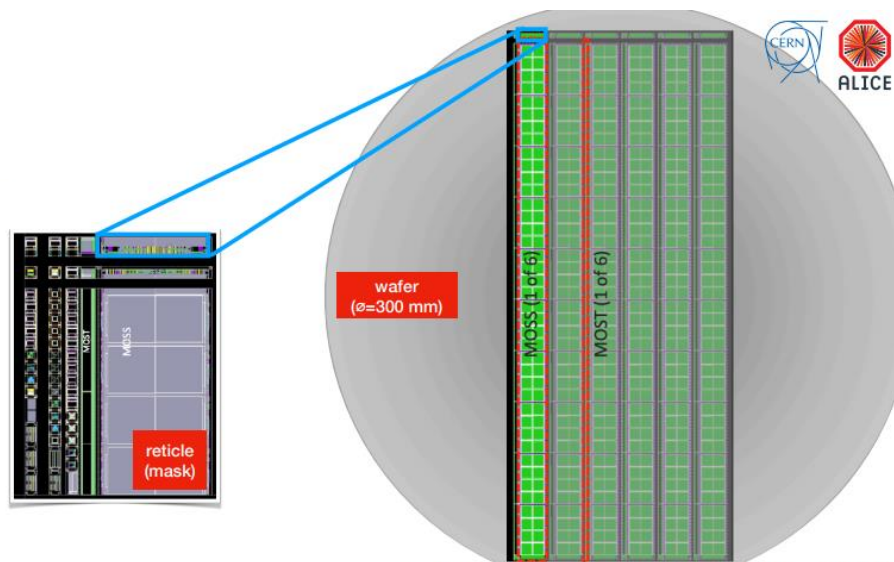 CERN
ALICE
wafer
(⌀=300 mm)
MOSS (1 of 6)
MOST (1 of 6)
MOST
MOSS
reticle
(mask)